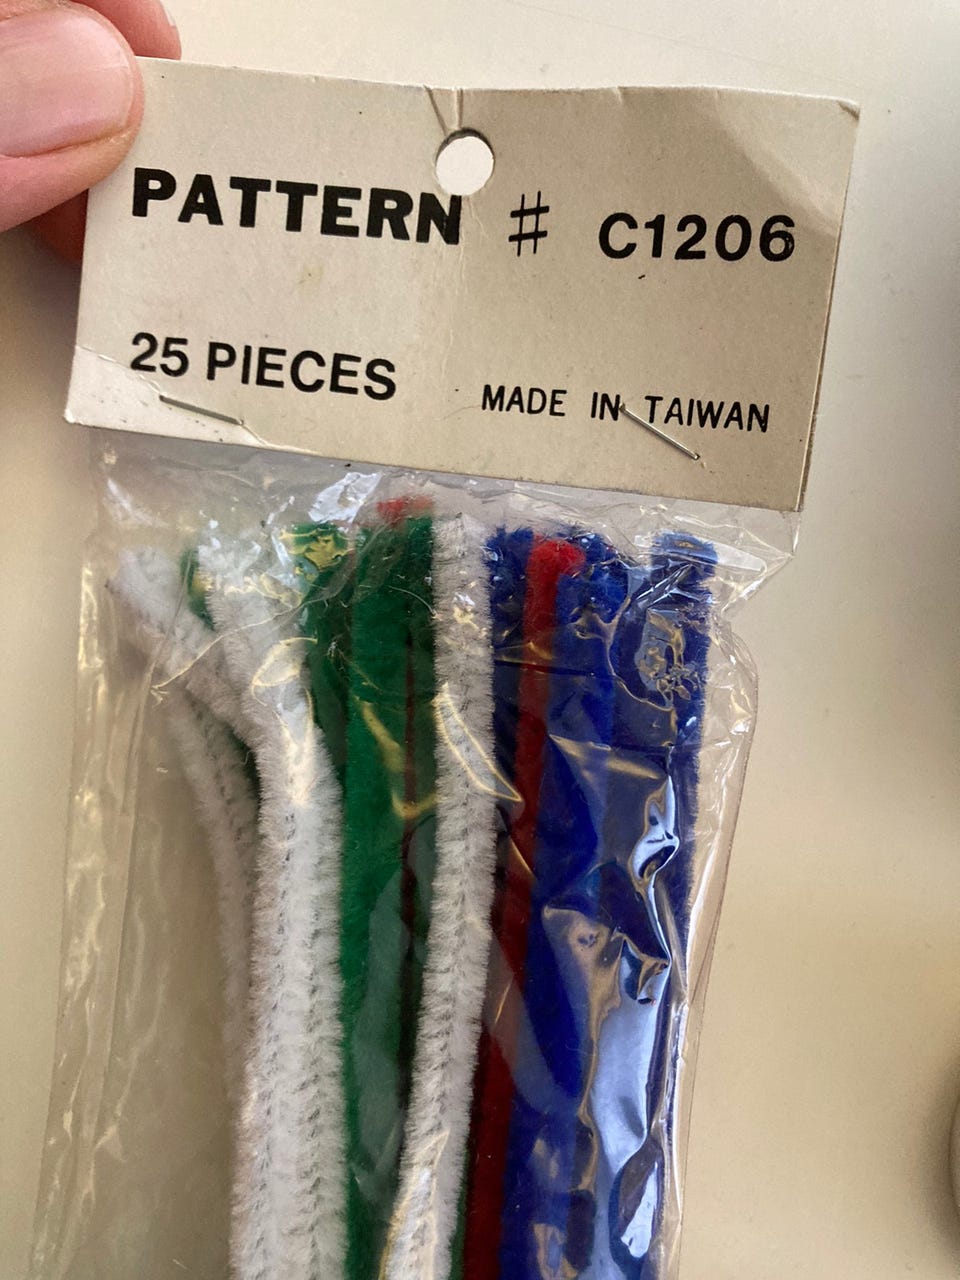 PATTERN # C1206
25 PIECES MADE IN TAIWAN